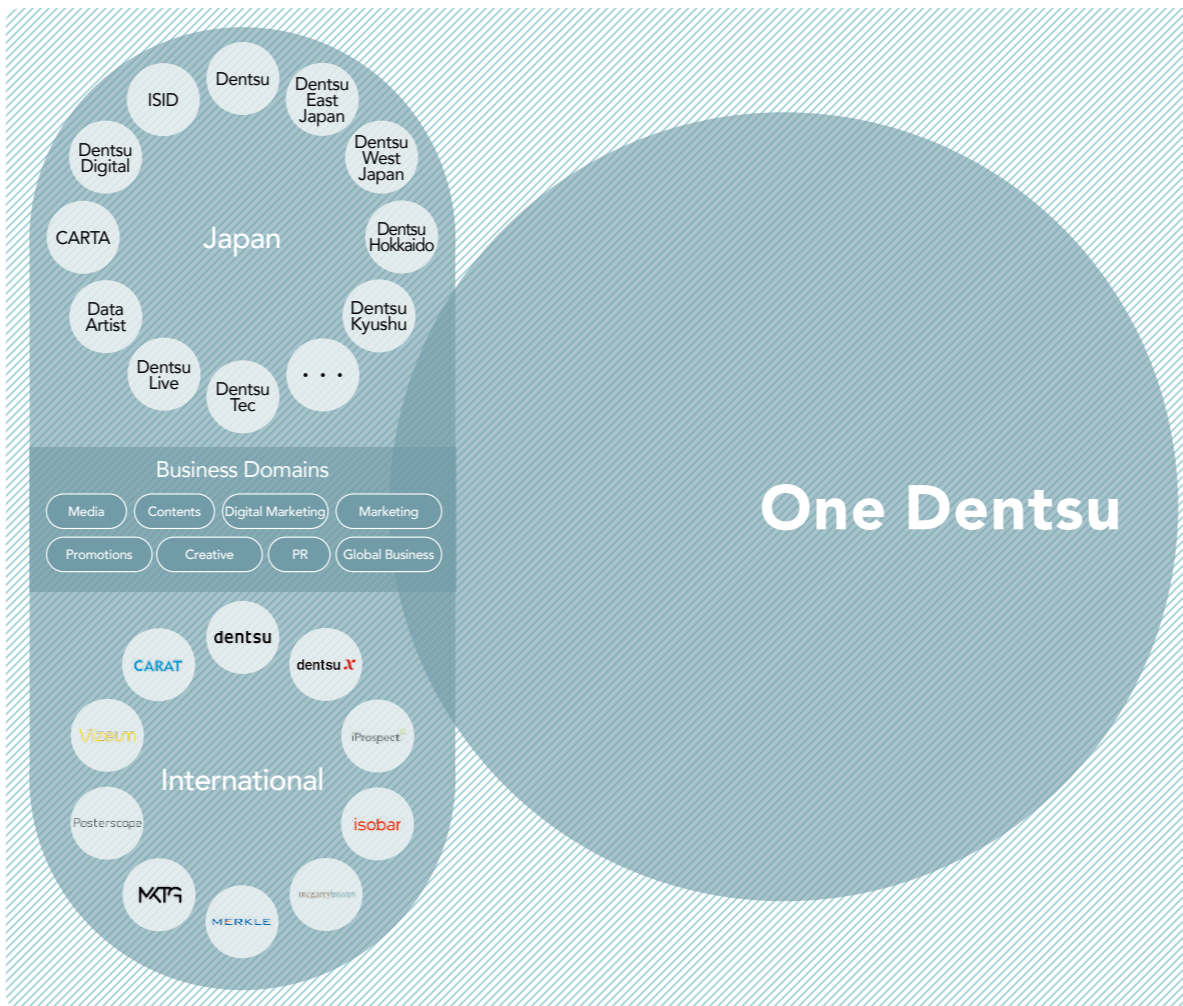 Dentsu
Dentsu
East
Japan
Dentsu
West
Japan
Dentsu
Hokkaido
Dentsu
Kyushu
. . .
Dentsu
Tec
Dentsu
Live
Data
Artist
CARTA
Dentsu
Digital
ISID
Japan
Business Domains
Media
Contents
Digital Marketing
Marketing
Promotions
Creative
PR
Global Business
dentsu
dentsu x
iProspect
isobar
mcgarrybowen
MERKLE
MKTG
Posterscope
Vizeum
CARAT
International
One Dentsu